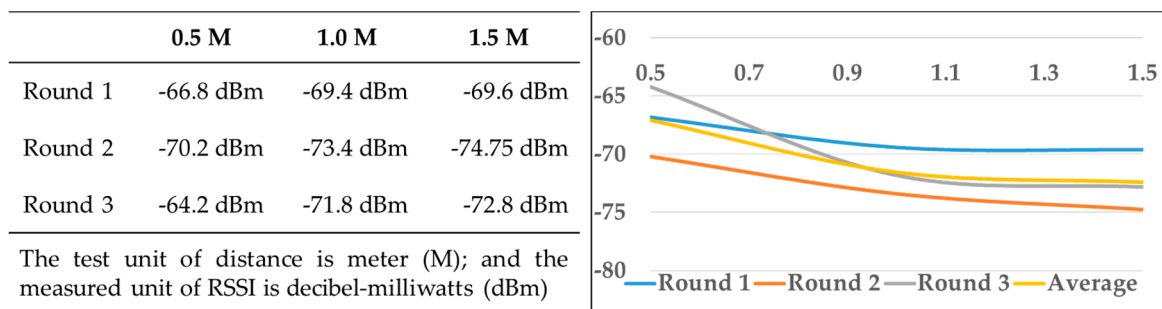 0.5 M 1.0 M 1.5 M
Round 1 -66.8 dBm -69.4 dBm -69.6 dBm
Round 2 -70.2 dBm -73.4 dBm -74.75 dBm
Round 3 -64.2 dBm -71.8 dBm -72.8 dBm
The test unit of distance is meter (M); and the
measured unit of RSSI is decibel-milliwatts (dBm)
-60
0.5 0.7 0.9 1.1 1.3 1.5
-65
-70
-75
-80
Round 1 Round 2 Round 3 Average